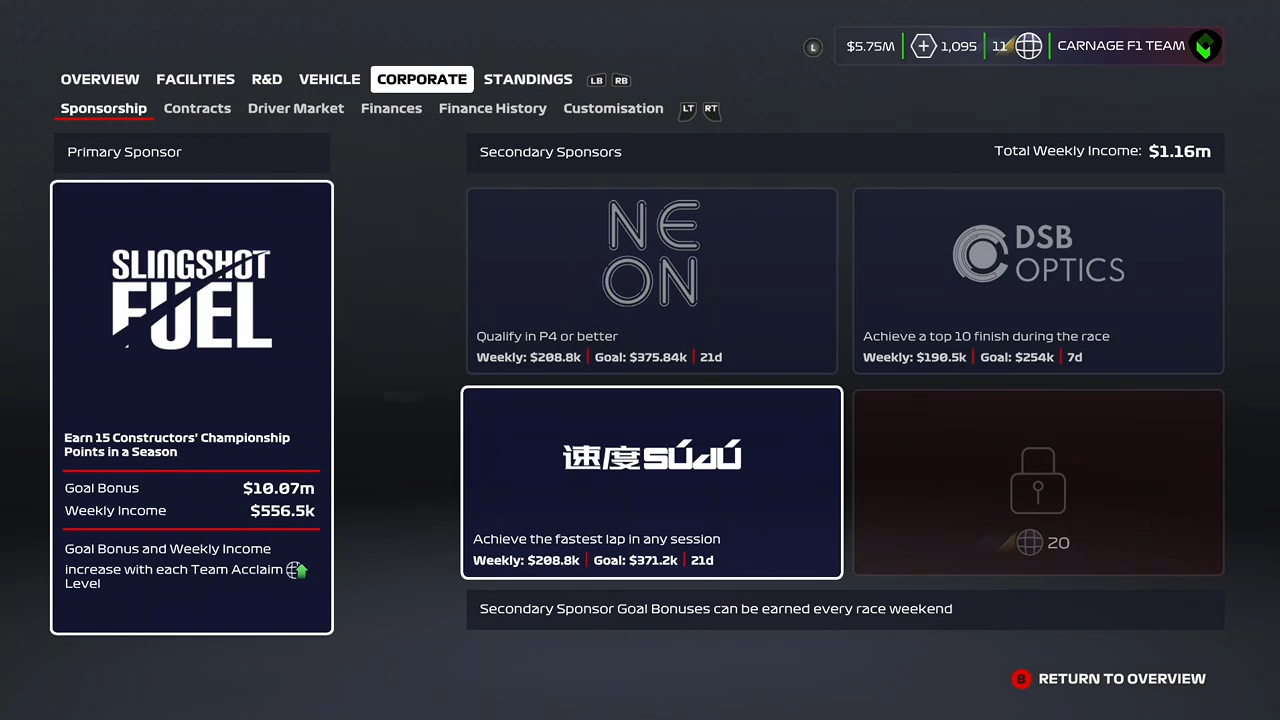 L
$5.75M
1,095
11
CARNAGE F1 TEAM
OVERVIEW
FACILITIES
R&D
VEHICLE
CORPORATE
STANDINGS
LB
RB
Sponsorship
Contracts
Driver Market
Finances
Finance History
Customisation
LT
RT
Primary Sponsor
SLINGSHOT
FUEL
Earn 15 Constructors' Championship
Points in a Season
Goal Bonus
$10.07m
Weekly Income
$556.5k
Goal Bonus and Weekly Income
increase with each Team Acclaim
Level
Secondary Sponsors
Total Weekly Income: $1.16m
NE
ON
Qualify in P4 or better
Weekly: $208.8k
Goal: $375.84k
21d
DSB
OPTICS
Achieve a top 10 finish during the race
Weekly: $190.5k
Goal: $254k
7d
速度SÚDÚ
Achieve the fastest lap in any session
Weekly: $208.8k
Goal: $371.2k
21d
20
Secondary Sponsor Goal Bonuses can be earned every race weekend
B
RETURN TO OVERVIEW